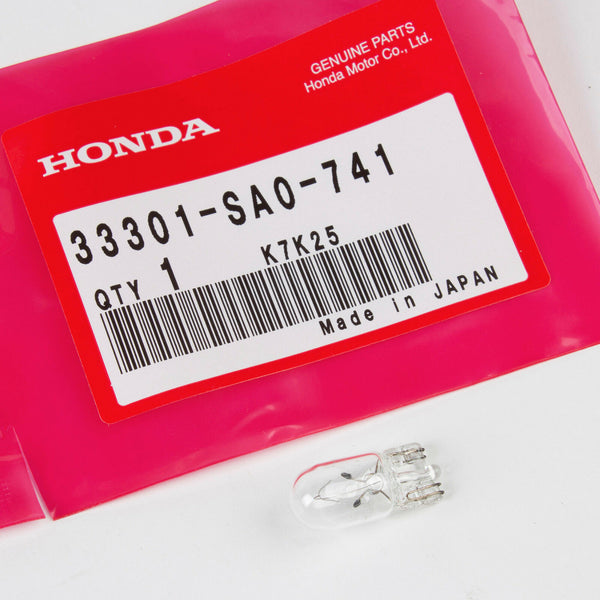 GENUINE PARTS
Honda Motor Co., Ltd.
HONDA
33301-SA0-741
QTY 1 K7K25
Made in JAPAN